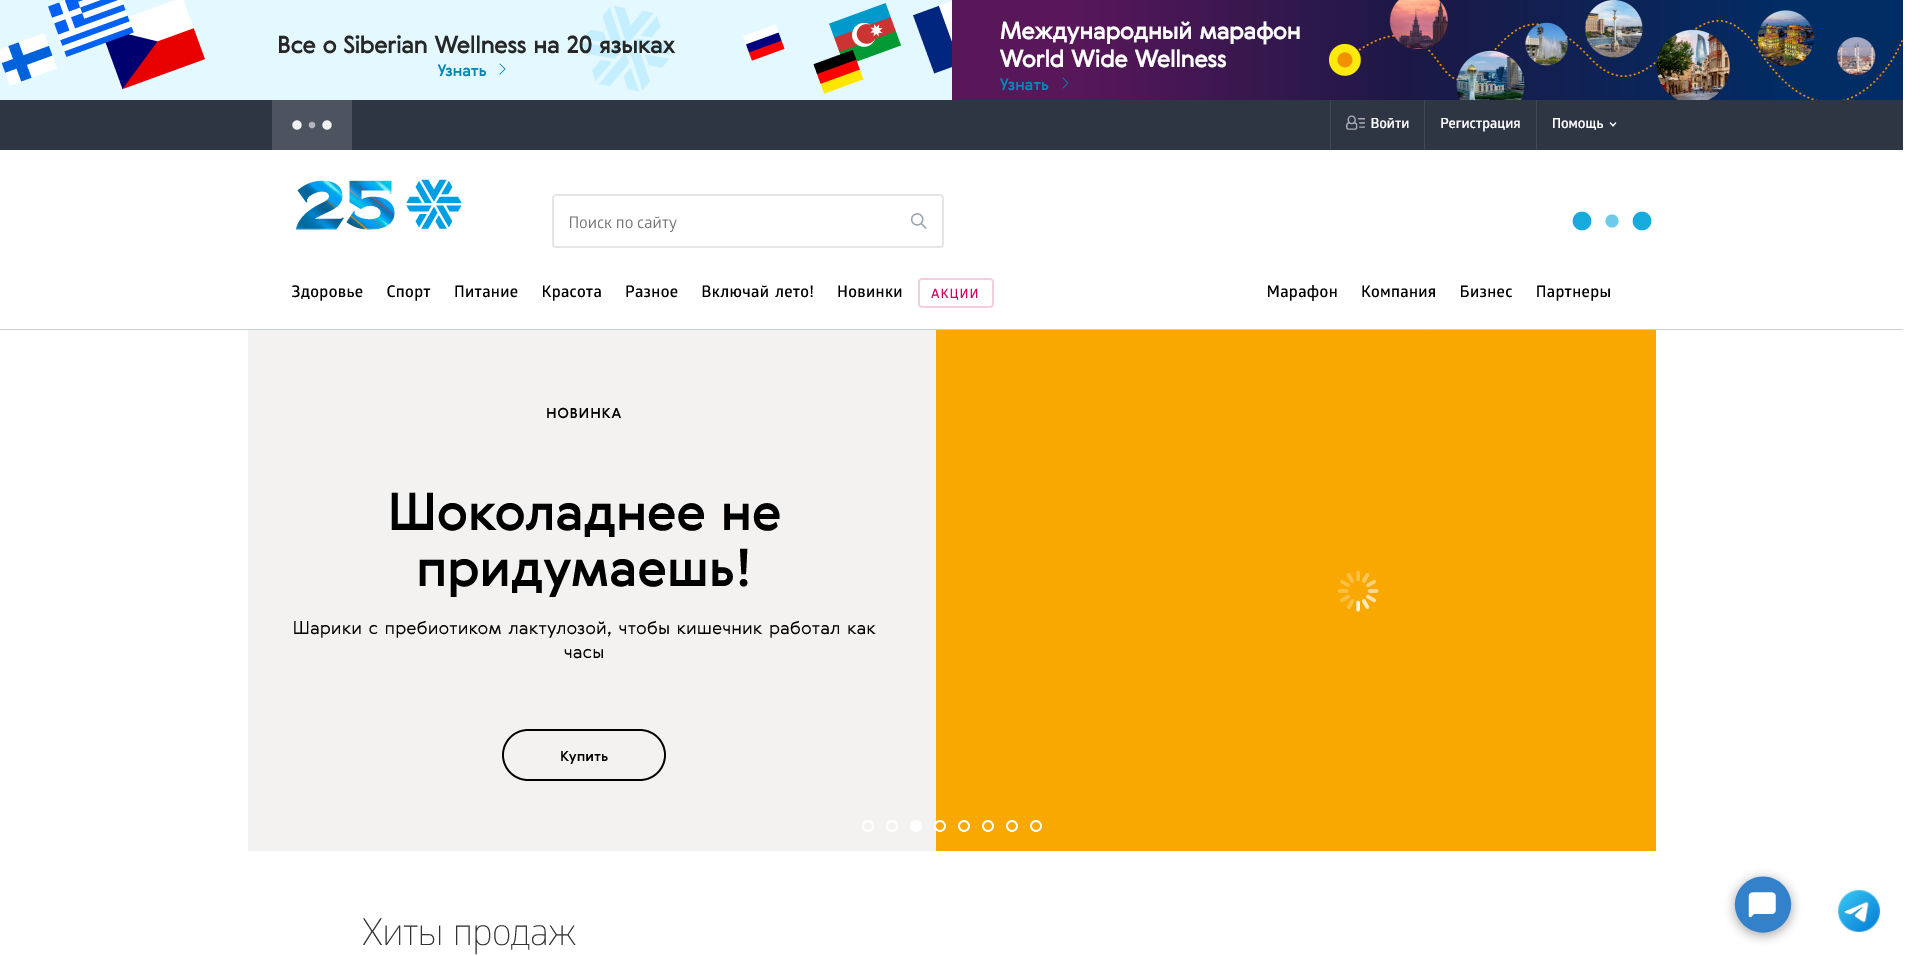 Все о Siberian Wellness на 20 языках
Узнать
Международный марафон
World Wide Wellness
Узнать
Войти
Регистрация
Помощь
25
Поиск по сайту
Здоровье
Спорт
Питание
Красота
Разное
Включай лето!
Новинки
АКЦИИ
Марафон
Компания
Бизнес
Партнеры
НОВИНКА
Шоколаднее не
придумаешь!
Шарики с пребиотиком лактулозой, чтобы кишечник работал как
часы
Купить
Хиты продаж